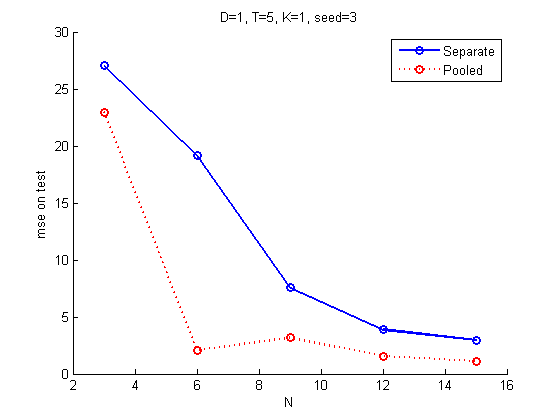 D=1, T=5, K=1, seed=3
30
25
20
15
10
5
0
mse on test
Separate
Pooled
2 4 6 8 10 12 14 16
N